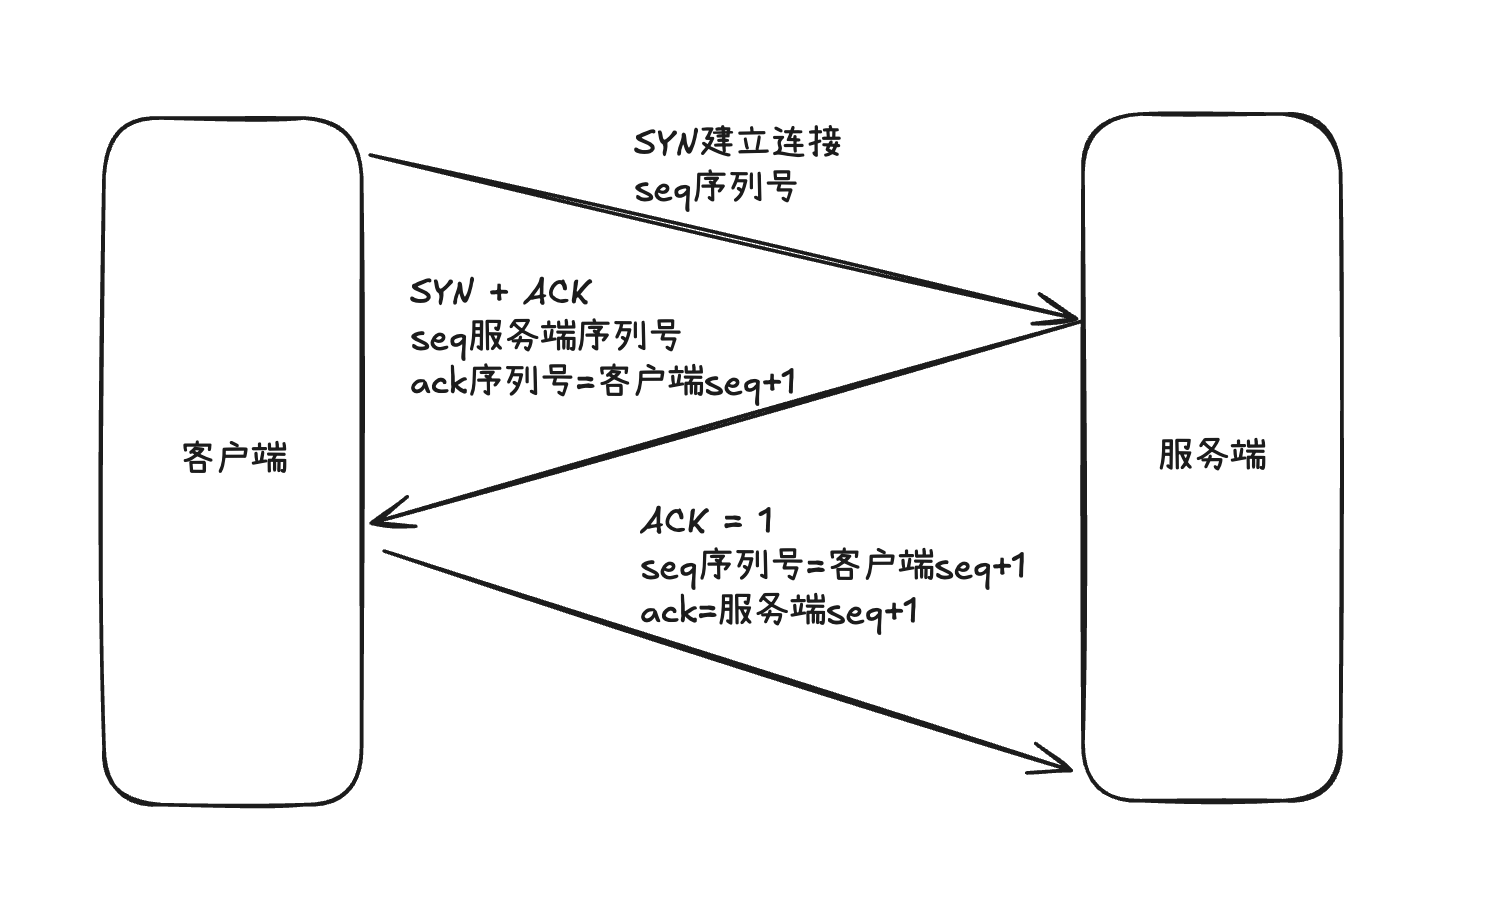 SYN建立连接
seq序列号
SYN + ACK
seq服务端序列号
ack序列号=客户端seq+1
客户端
服务端
ACK = 1
seq序列号=客户端seq+1
ack=服务端seq+1